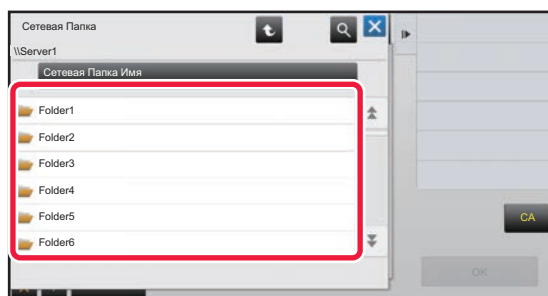 Сетевая Папка
\\Server1
Сетевая Папка Имя
Folder1
Folder2
Folder3
Folder4
Folder5
Folder6
CA
OK